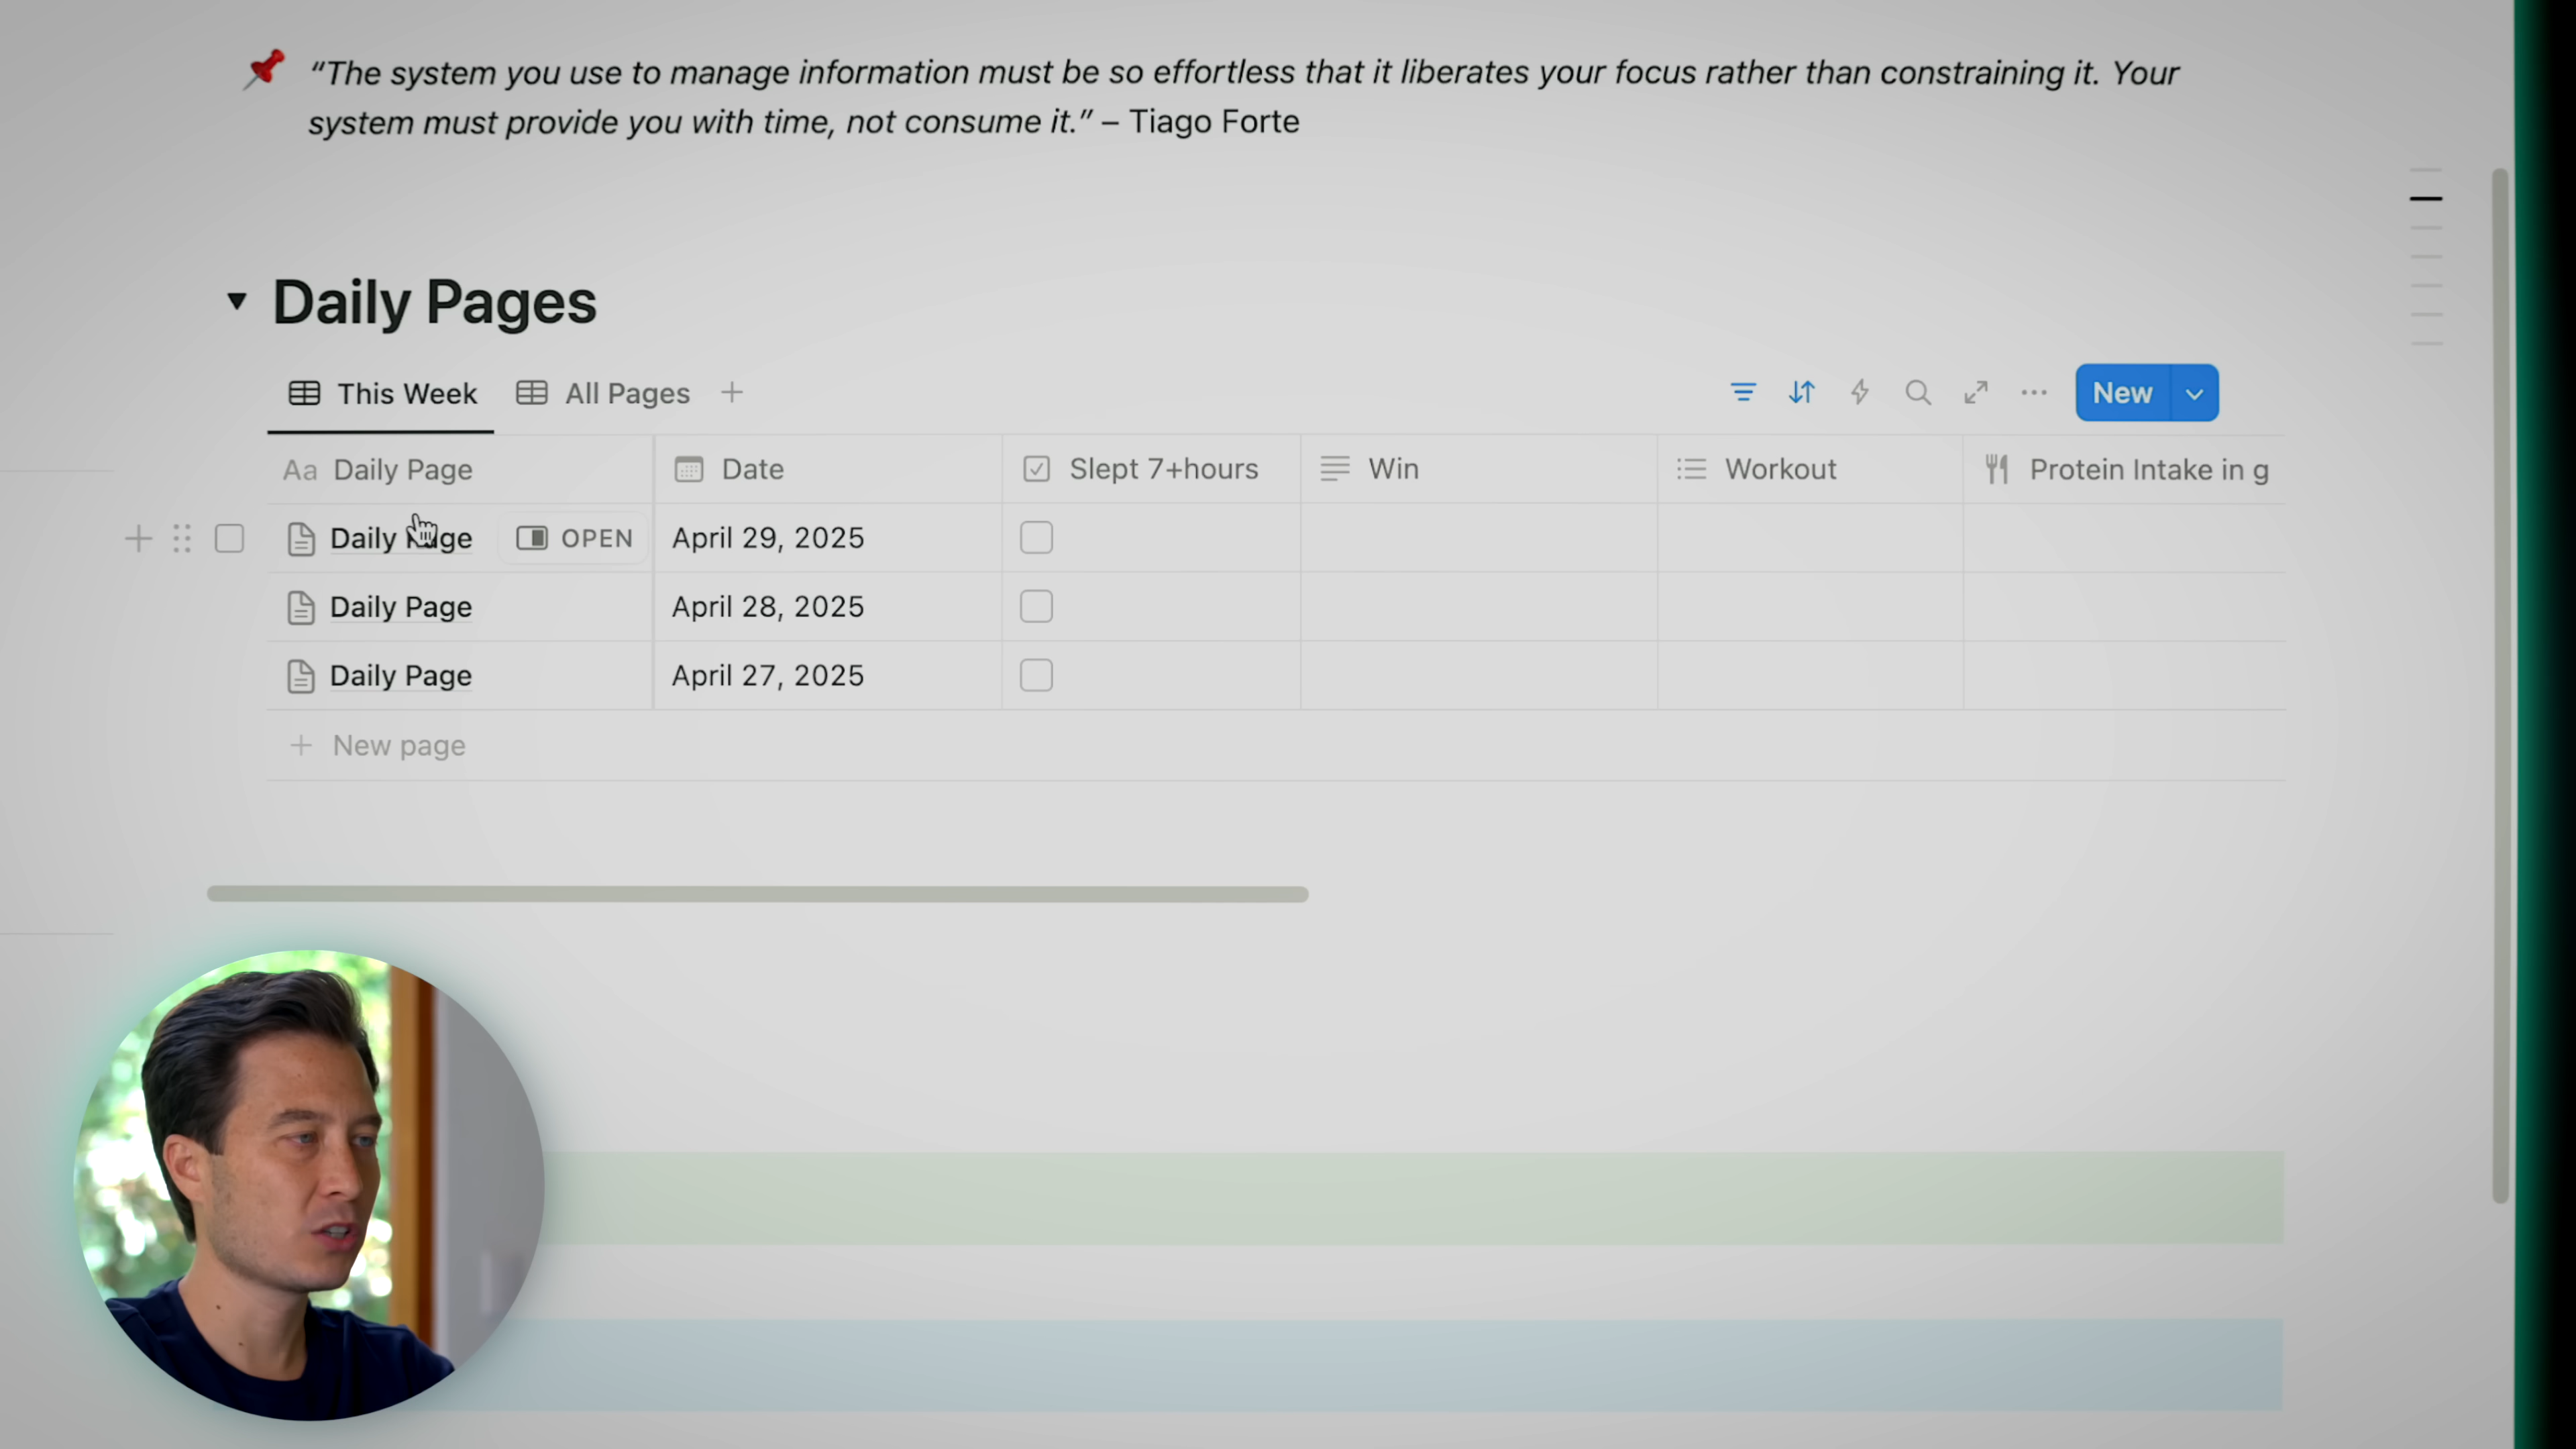 “The system you use to manage information must be so effortless that it liberates your focus rather than constraining it. Your
system must provide you with time, not consume it.” – Tiago Forte
Daily Pages
This Week All Pages
New
Aa Daily Page Date Slept 7+hours Win Workout Protein Intake in g
Daily Page OPEN April 29, 2025
Daily Page April 28, 2025
Daily Page April 27, 2025
New page